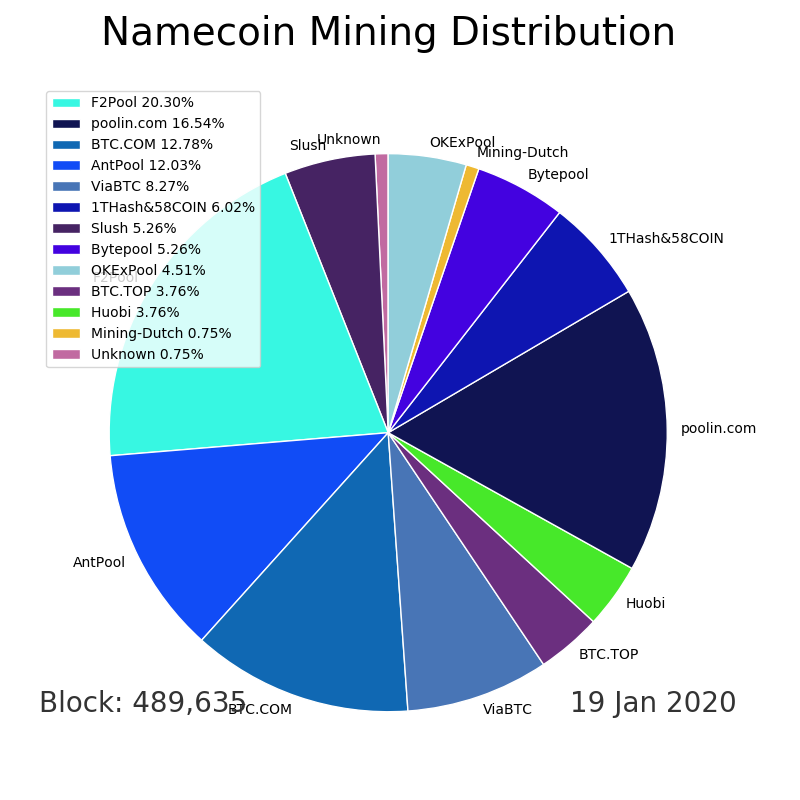 Namecoin Mining Distribution
F2Pool 20.30%
poolin.com 16.54%
BTC.COM 12.78%
AntPool 12.03%
ViaBTC 8.27%
1THash&58COIN 6.02%
Slush 5.26%
Bytepool 5.26%
OKExPool 4.51%
BTC.TOP 3.76%
Huobi 3.76%
Mining-Dutch 0.75%
Unknown 0.75%
Unknown
Slush
OKExPool
Mining-Dutch
Bytepool
1THash&58COIN
F2Pool
poolin.com
AntPool
Huobi
BTC.TOP
BTC.COM
ViaBTC
Block: 489,635
19 Jan 2020